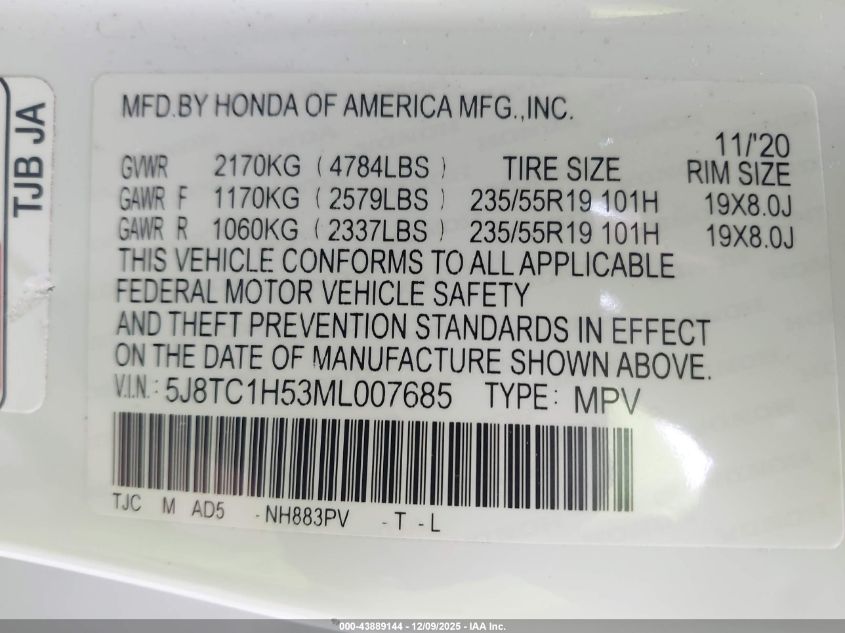 TJB JA
MFD.BY HONDA OF AMERICA MFG.,INC.
11/'20
GVWR 2170KG (4784LBS) TIRE SIZE RIM SIZE
GAWR F 1170KG (2579LBS) 235/55R19 101H 19X8.0J
GAWR R 1060KG (2337LBS) 235/55R19 101H 19X8.0J
THIS VEHICLE CONFORMS TO ALL APPLICABLE
FEDERAL MOTOR VEHICLE SAFETY
AND THEFT PREVENTION STANDARDS IN EFFECT
ON THE DATE OF MANUFACTURE SHOWN ABOVE.
V.I.N.: 5J8TC1H53ML007685 TYPE: MPV
TJC M AD5 -NH883PV -T -L
000-43889144 - 12/09/2025 - IAA Inc.